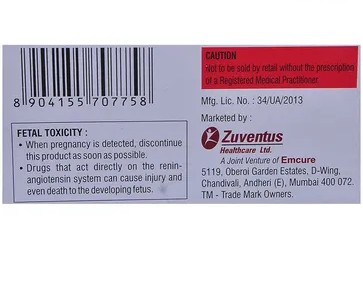 8 904155 707758
FETAL TOXICITY :
• When pregnancy is detected, discontinue
this product as soon as possible.
• Drugs that act directly on the renin-
angiotensin system can cause injury and
even death to the developing fetus.
CAUTION
Not to be sold by retail without the prescription
of a Registered Medical Practitioner.
Mfg. Lic. No. : 34/UA/2013
Marketed by :
Zuventus
Healthcare Ltd.
A Joint Venture of Emcure
5119, Oberoi Garden Estates, D-Wing,
Chandivali, Andheri (E), Mumbai 400 072.
TM - Trade Mark Owners.